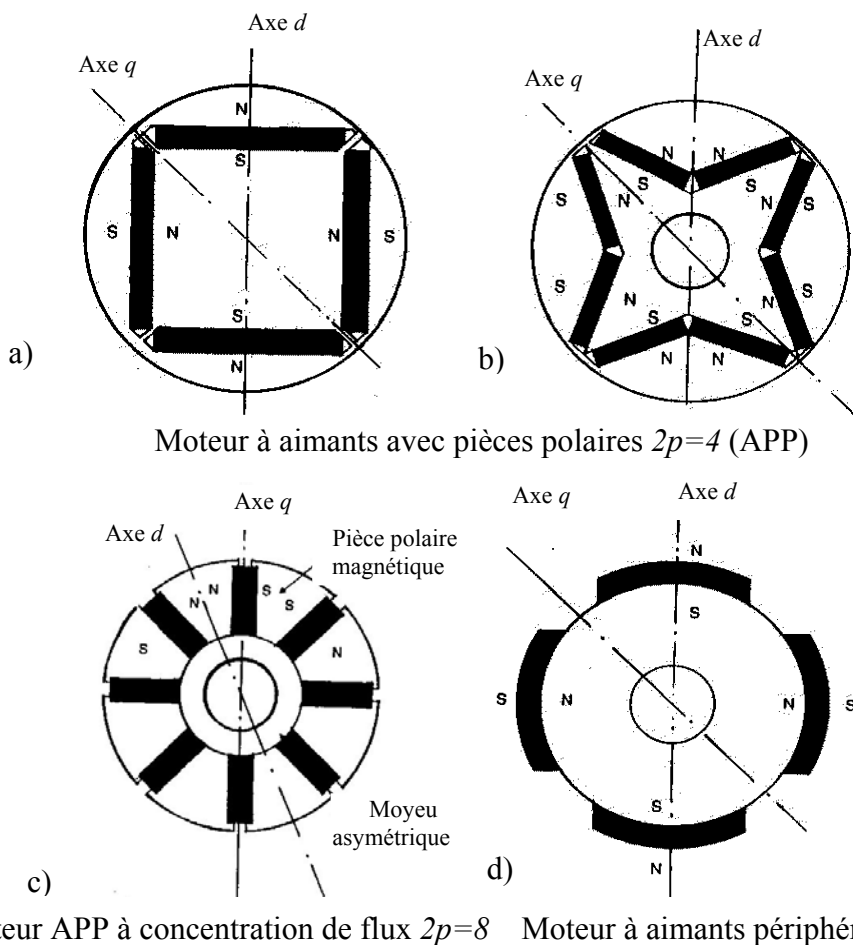 Axe d
Axe q
N
S
S
N
N
S
S
N
a)
Axe d
Axe q
N
N
S
S
S
N
N
S
S
N
N
S
S
S
N
N
b)
Moteur à aimants avec pièces polaires 2p=4 (APP)
Axe q
Axe d
Pièce polaire
magnétique
N
N
S
S
S
N
Moyeu
asymétrique
c)
Axe q
Axe d
N
S
S
N
N
S
S
N
d)
teur APP à concentration de flux 2p=8
Moteur à aimants périphér